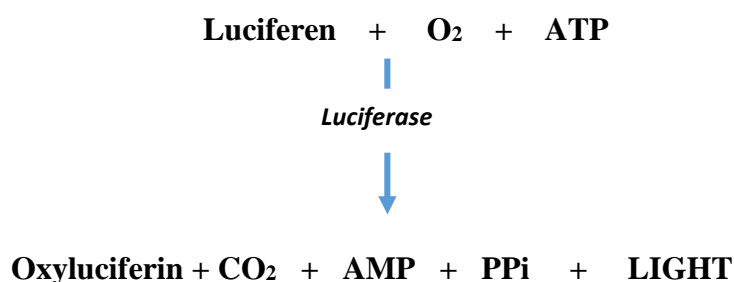 Luciferen + O₂ + ATP
Luciferase
Oxyluciferin + CO₂ + AMP + PPi + LIGHT